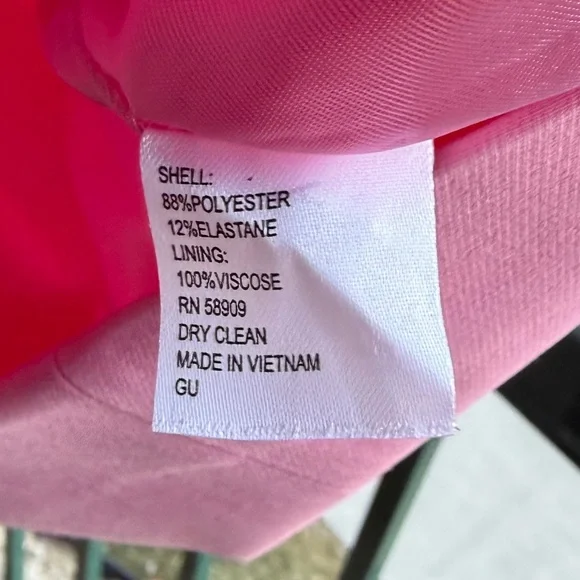 SHELL:
88%POLYESTER
12%ELASTANE
LINING:
100%VISCOSE
RN 58909
DRY CLEAN
MADE IN VIETNAM
GU